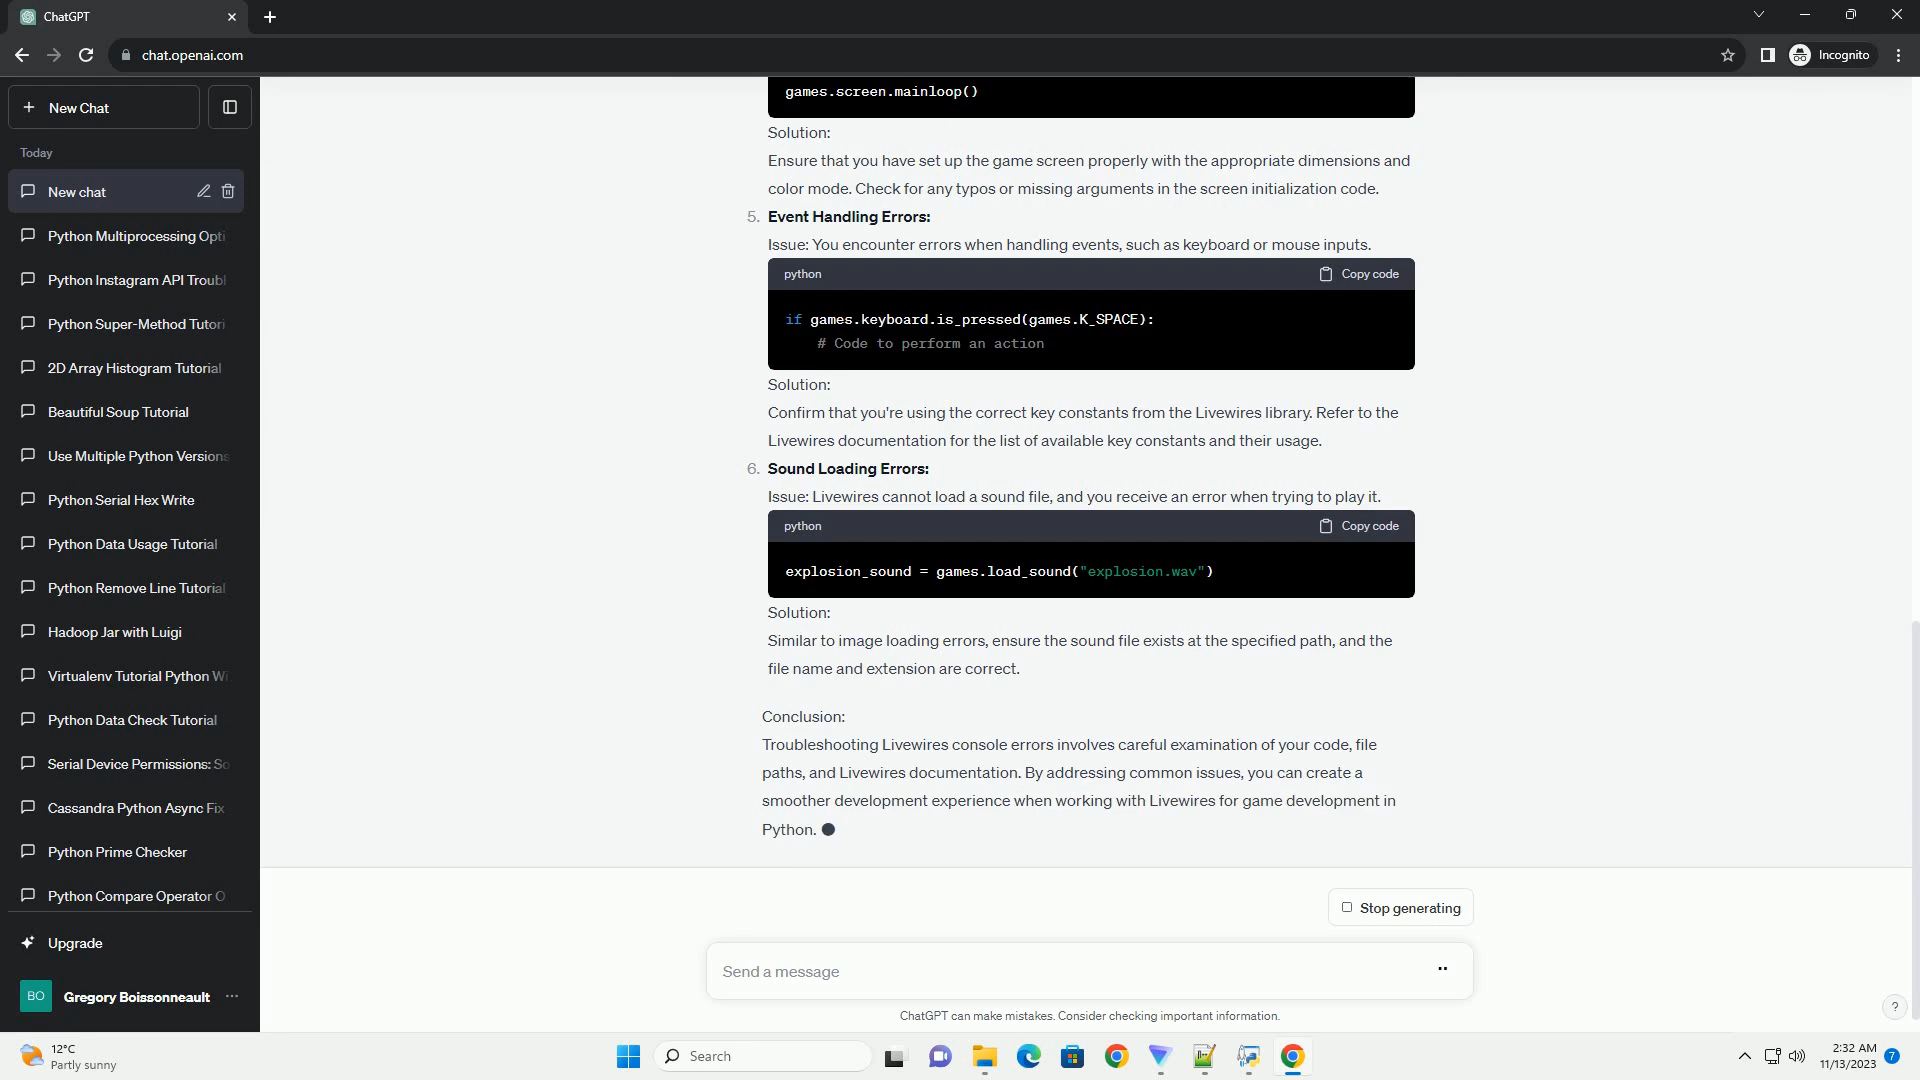 ChatGPT
chat.openai.com
Incognito
New Chat
Today
New chat
Python Multiprocessing Opti
Python Instagram API Troubl
Python Super-Method Tutori
2D Array Histogram Tutorial
Beautiful Soup Tutorial
Use Multiple Python Versions
Python Serial Hex Write
Python Data Usage Tutorial
Python Remove Line Tutorial
Hadoop Jar with Luigi
Virtualenv Tutorial Python Wi
Python Data Check Tutorial
Serial Device Permissions: So
Cassandra Python Async Fix
Python Prime Checker
Python Compare Operator O
Upgrade
BO Gregory Boissonneault
games.screen.mainloop()
Solution:
Ensure that you have set up the game screen properly with the appropriate dimensions and
color mode. Check for any typos or missing arguments in the screen initialization code.
5. Event Handling Errors:
Issue: You encounter errors when handling events, such as keyboard or mouse inputs.
python Copy code
if games.keyboard.is_pressed(games.K_SPACE):
# Code to perform an action
Solution:
Confirm that you're using the correct key constants from the Livewires library. Refer to the
Livewires documentation for the list of available key constants and their usage.
6. Sound Loading Errors:
Issue: Livewires cannot load a sound file, and you receive an error when trying to play it.
python Copy code
explosion_sound = games.load_sound("explosion.wav")
Solution:
Similar to image loading errors, ensure the sound file exists at the specified path, and the
file name and extension are correct.
Conclusion:
Troubleshooting Livewires console errors involves careful examination of your code, file
paths, and Livewires documentation. By addressing common issues, you can create a
smoother development experience when working with Livewires for game development in
Python.
Stop generating
Send a message
ChatGPT can make mistakes. Consider checking important information.
?
12°C
Partly sunny
Search
2:32 AM
11/13/2023
7